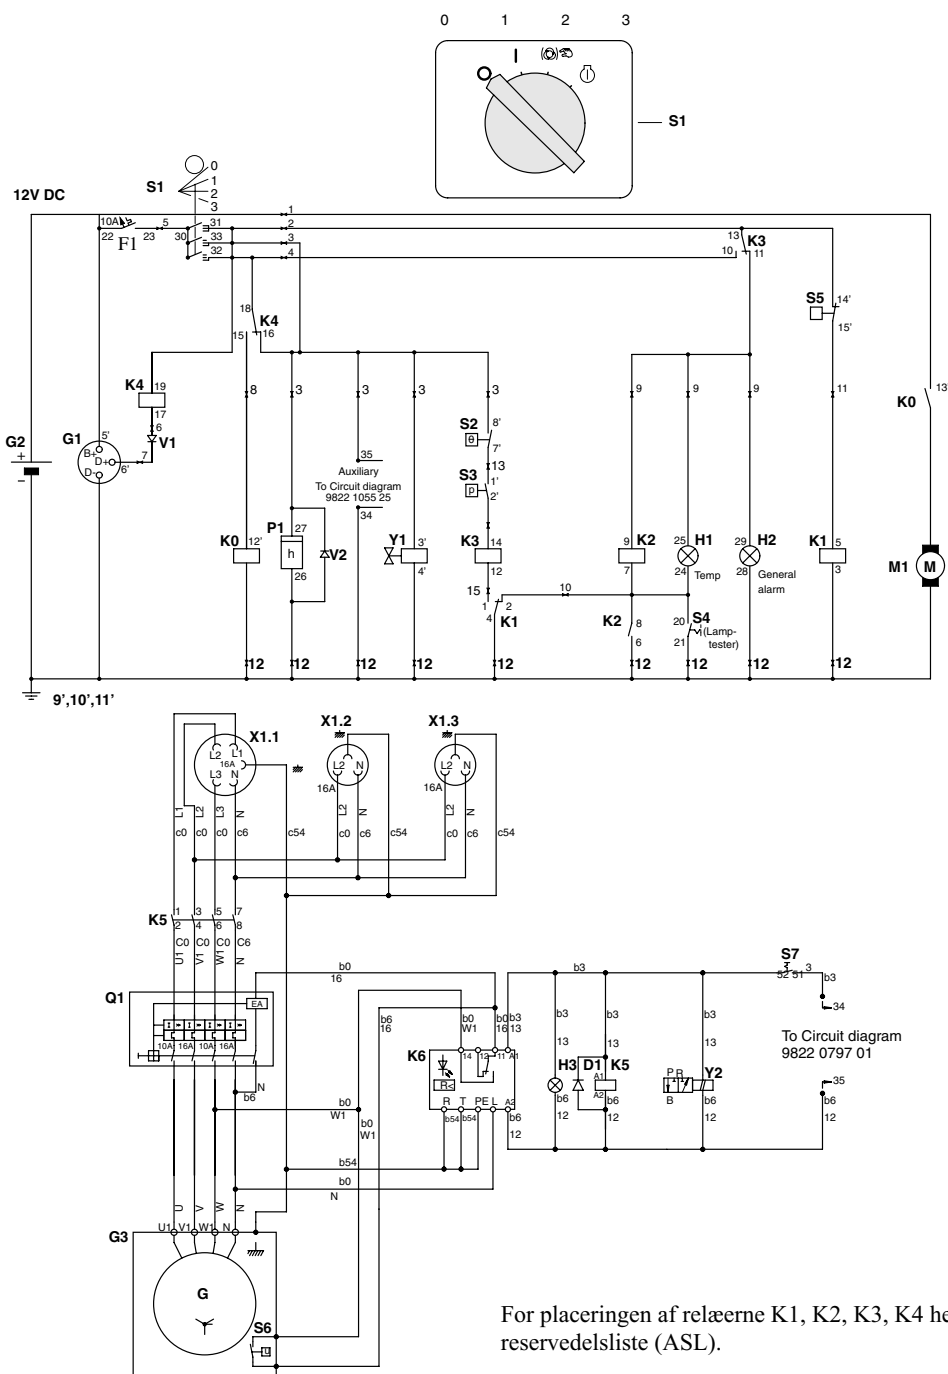 0 1 2 3
S1
0
1
2
3
S1
12V DC
1
10A 5 31 2
22 F1 23 30 33 3
32 4
13 K3
10 11
18 K4
15 16
S5 14'
15'
K4 19
17
6
V1
7
8 3 3 3 3 9 9 9 11
K0 13
G2
+
-
G1 5'
B+
D+
D-
6'
S2 8'
θ 7'
13
S3 1'
p 2'
35
Auxiliary
To Circuit diagram
9822 1055 25
34
K0 12'
P1 27
h
26
V2
Y1 3'
4'
K3 14
12
K2 9
7
H1 25
24 Temp
H2 29
28 General
alarm
K1 5
3
M1 M
15
1 2
4 K1
10
K2 8
6
S4 20
21 (Lamp-
tester)
12 12 12 12 12 12 12 12 12
9',10',11'
X1.1 X1.2 X1.3
L2 L1
16A
L3 N
L2 N
16A
L2 N
16A
L1 L2 L3 N L2 N L2 N
c0 c0 c0 c6 c54 c0 c6 c54 c0 c6 c54
K5 1 3 5 7
2 4 6 8
C0 C0 C0 C6
U1 V1 W1 N
Q1
EA
I> I> I> I>
10A 16A 10A 16A
N
b6
b0
16
b6
16
b0
W1
b0
16
b3
13
K6 14 12 11 A1
R<
R T PE L A2
b54 b54 b6
12
b0
W1
b0
W1
b54
b0
N
b3
S7
52 51 3
b3
34
To Circuit diagram
9822 0797 01
35
b6
12
b3 b3 b3
13 13 13
H3 D1 A1 K5
A2
P R Y2
B
b6 b6 b6
12 12 12
U V W N
U1 V1 W1 N
G3
G
S6
u
For placeringen af relæerne K1, K2, K3, K4 he
reservedelsliste (ASL).